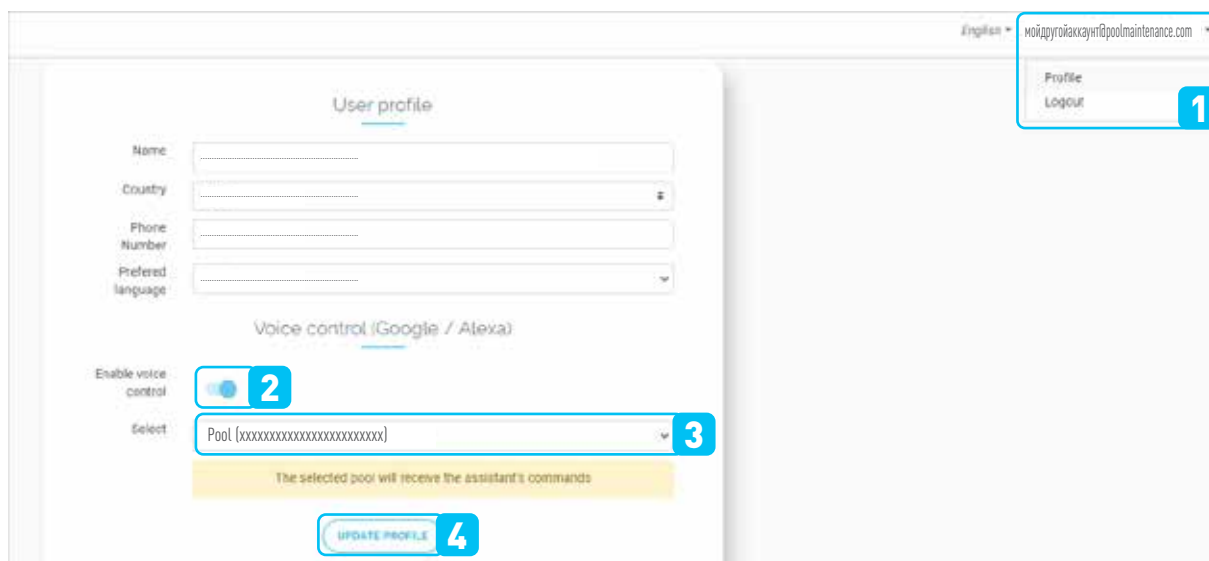 English
мойдругойаккаунт@poolmaintenance.com
Profile
Logout
1
User profile
Name
Country
Phone
Number
Prefered
language
Voice control (Google / Alexa)
Enable voice
control
2
Select
Pool (xxxxxxxxxxxxxxxxxxxxxxxx)
3
The selected pool will receive the assistant's commands
UPDATE PROFILE
4